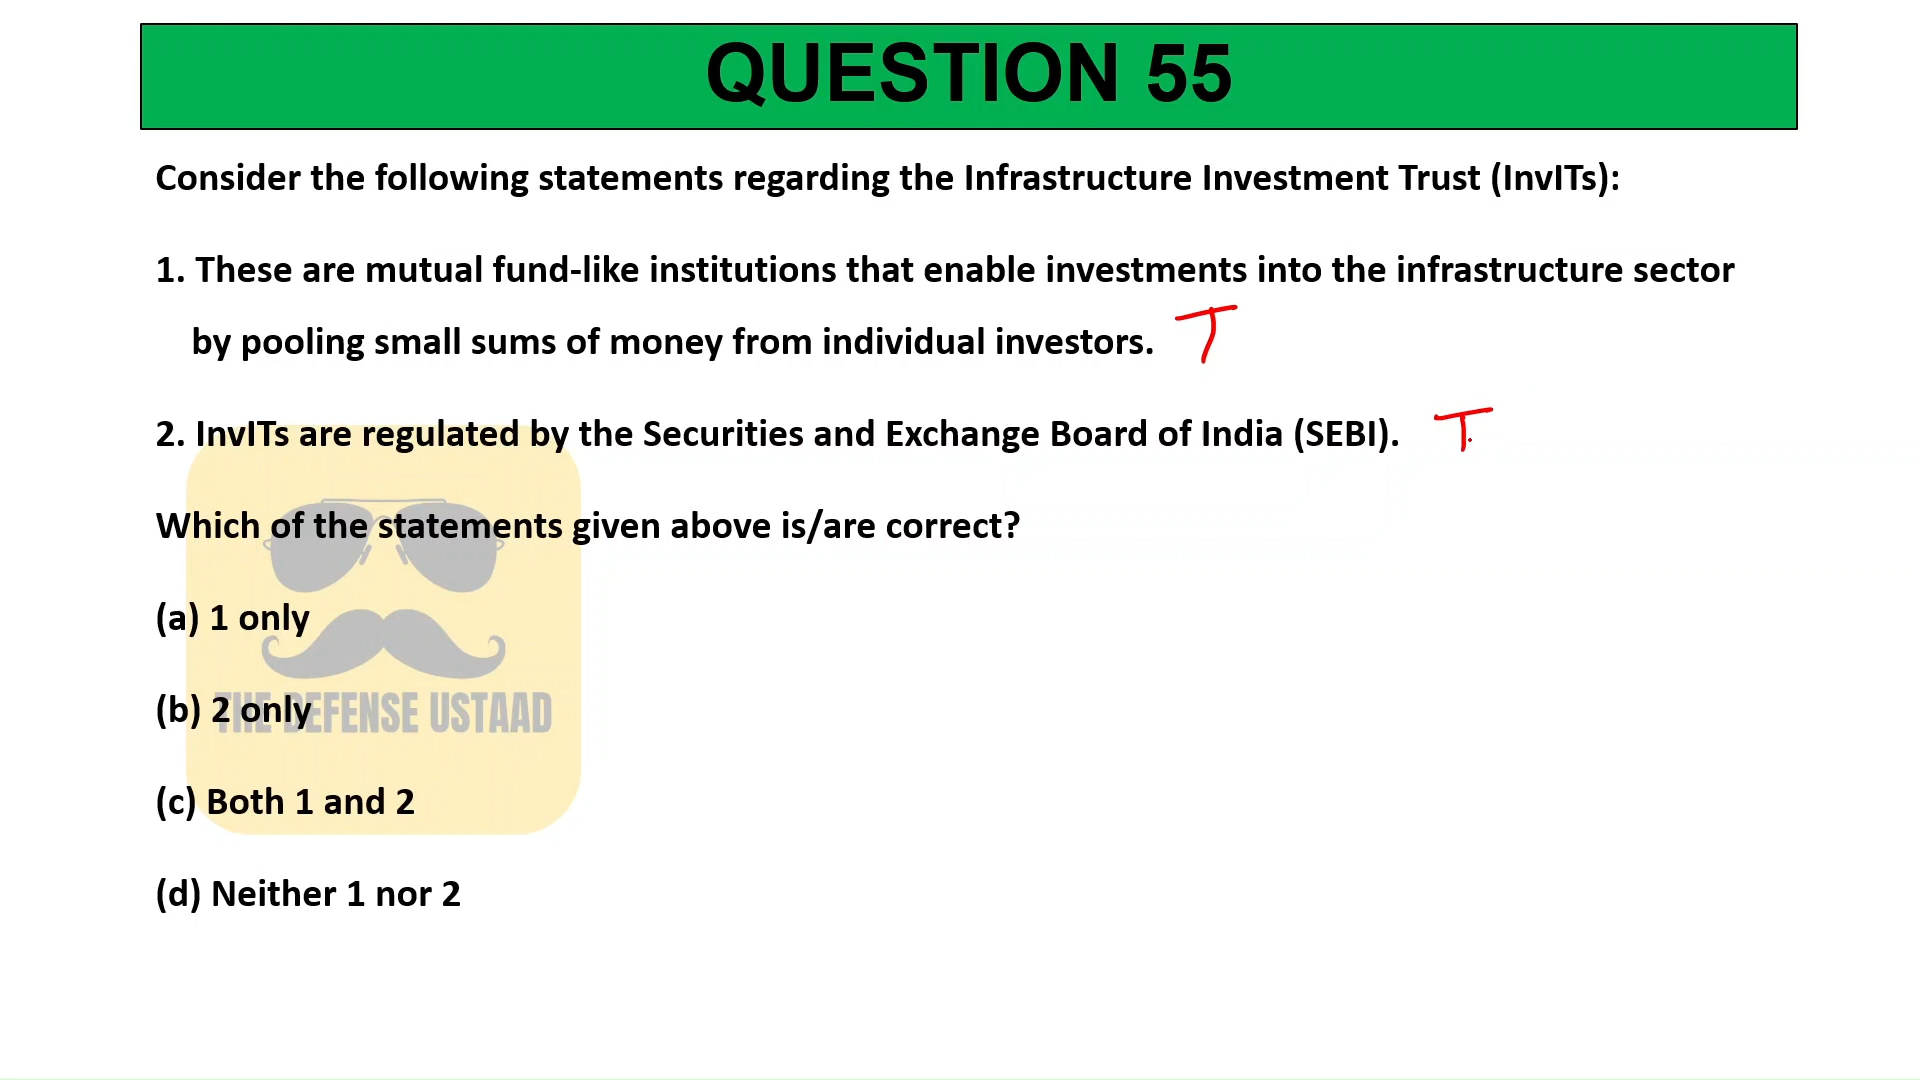 QUESTION 55
Consider the following statements regarding the Infrastructure Investment Trust (InvITs):
1. These are mutual fund-like institutions that enable investments into the infrastructure sector
by pooling small sums of money from individual investors. T
2. InvITs are regulated by the Securities and Exchange Board of India (SEBI). T
Which of the statements given above is/are correct?
(a) 1 only
(b) 2 only
THE DEFENSE USTAAD
(c) Both 1 and 2
(d) Neither 1 nor 2